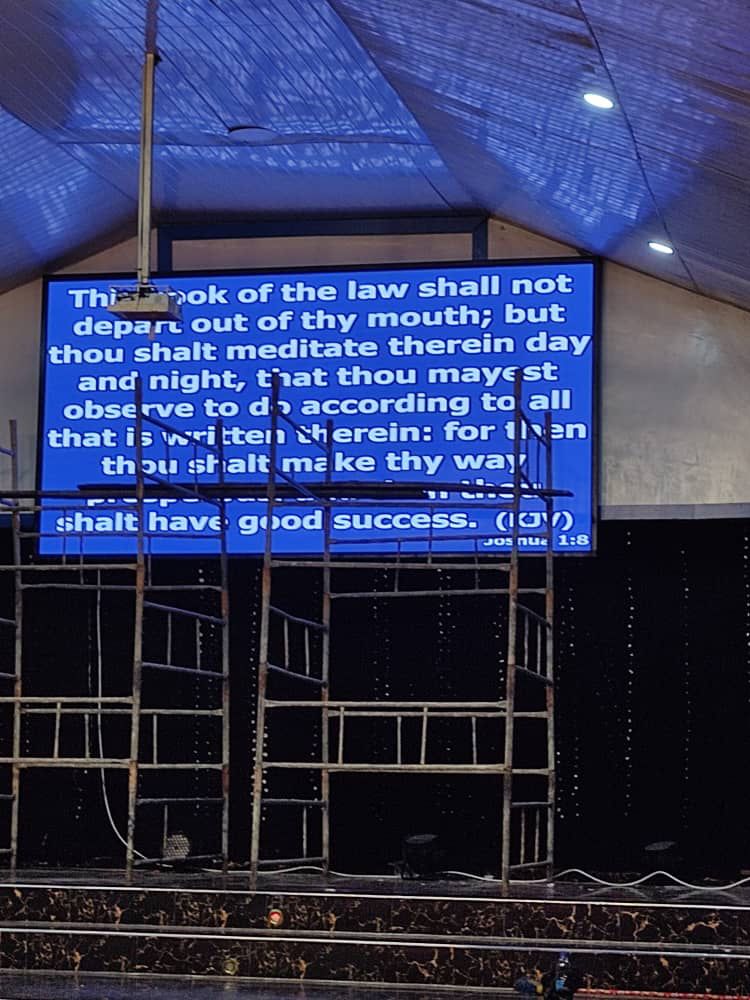 This book of the law shall not
depart out of thy mouth; but
thou shalt meditate therein day
and night, that thou mayest
observe to do according to all
that is written therein: for then
thou shalt make thy way
thou
shalt have good success. (KJV)
Joshua 1:8